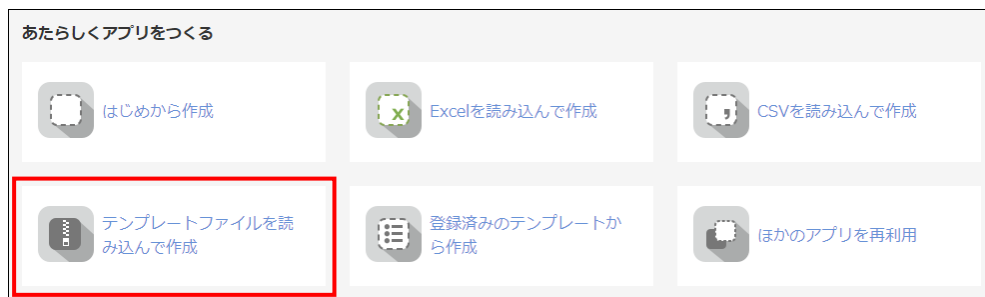 あたらしくアプリをつくる
はじめから作成
Excelを読み込んで作成
CSVを読み込んで作成
テンプレートファイルを読
み込んで作成
登録済みのテンプレートか
ら作成
ほかのアプリを再利用